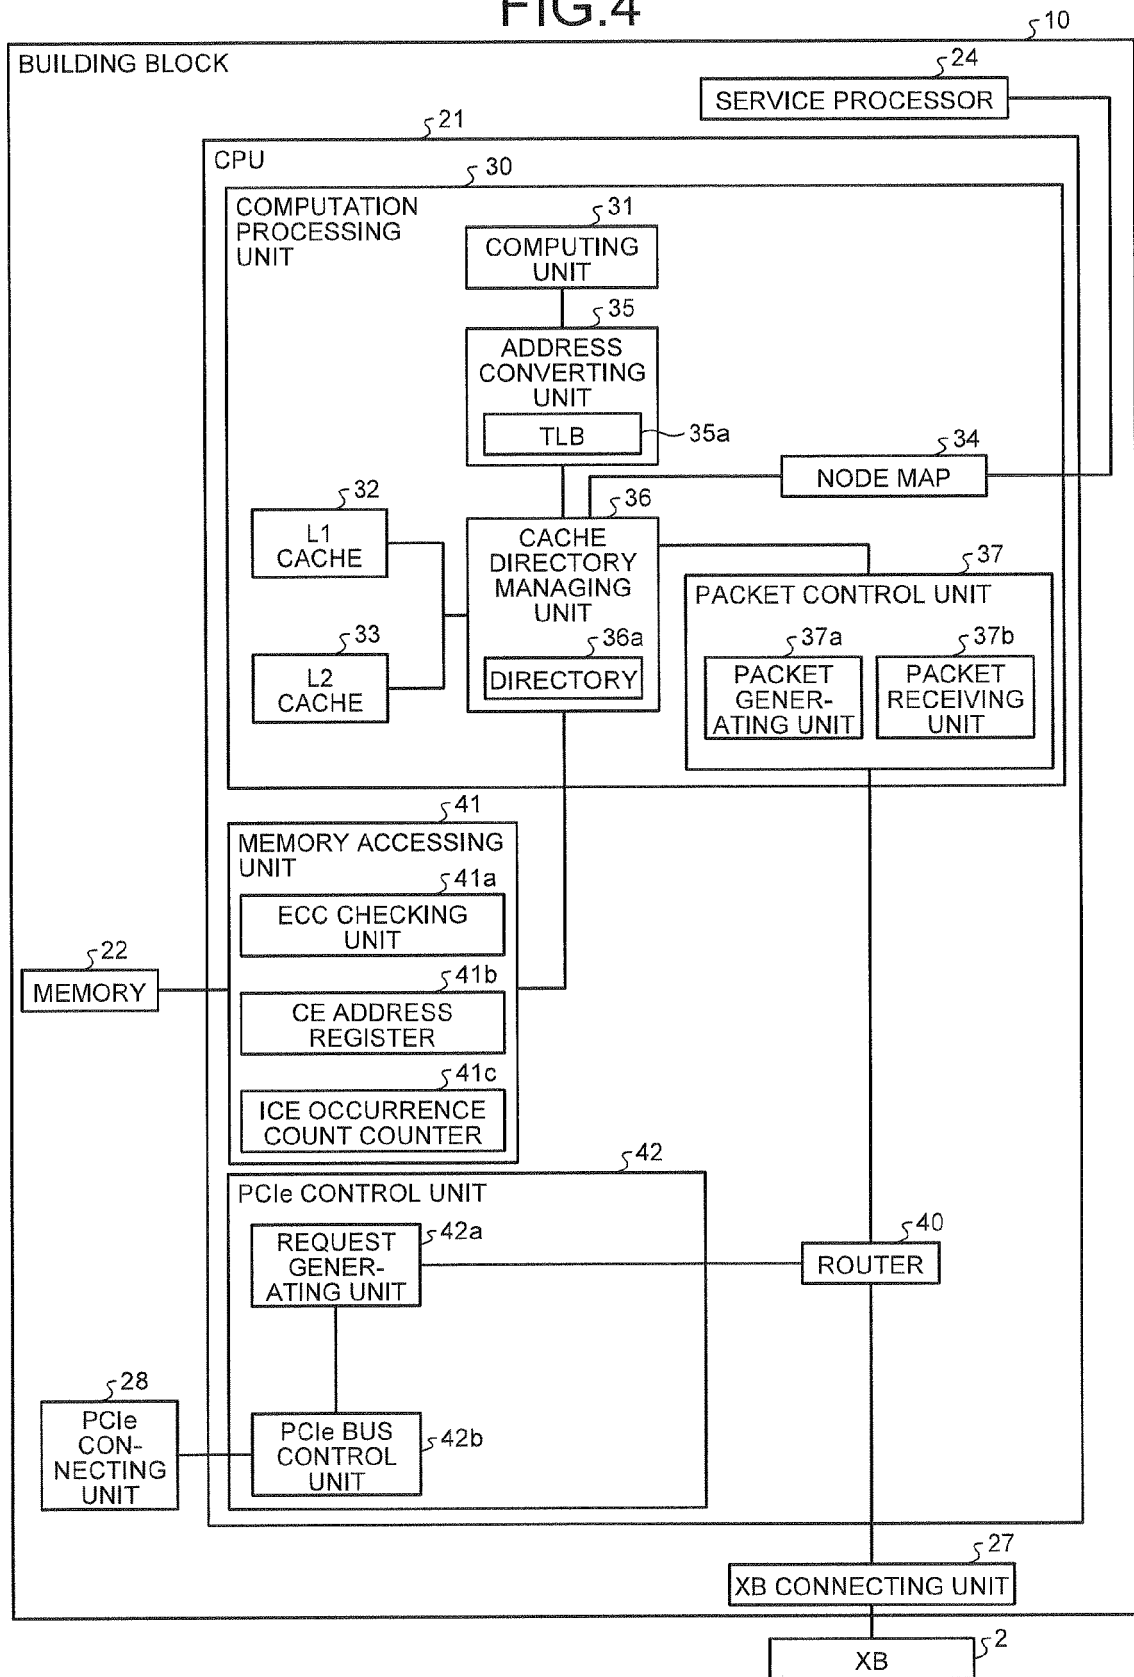 FIG.4
10
BUILDING BLOCK
24
SERVICE PROCESSOR
21
CPU
30
COMPUTATION
PROCESSING
UNIT
31
COMPUTING
UNIT
35
ADDRESS
CONVERTING
UNIT
TLB
35a
34
NODE MAP
32
L1
CACHE
36
CACHE
DIRECTORY
MANAGING
UNIT
36a
DIRECTORY
33
L2
CACHE
37
PACKET CONTROL UNIT
37a
PACKET
GENER-
ATING UNIT
37b
PACKET
RECEIVING
UNIT
41
MEMORY ACCESSING
UNIT
41a
ECC CHECKING
UNIT
22
MEMORY
41b
CE ADDRESS
REGISTER
41c
ICE OCCURRENCE
COUNT COUNTER
42
PCIe CONTROL UNIT
42a
REQUEST
GENER-
ATING UNIT
40
ROUTER
28
PCIe
CON-
NECTING
UNIT
PCIe BUS
CONTROL
UNIT
42b
27
XB CONNECTING UNIT
2
XB